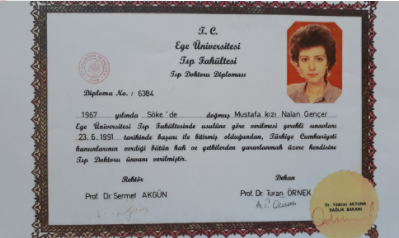 T. C.
Ege Üniversitesi
Tıp Fakültesi
Tıp Doktoru Diploması
Diploma No. : 6384
1967 yılında Söke'de doğmuş Mustafa kızı Nalan Gençer
Ege Üniversitesi Tıp Fakültesinde usulüne göre verilmesi gerekli sınavları
23.6.1991 tarihinde başarı ile bitirmiş olduğundan, Türkiye Cumhuriyeti
kanunlarının verdiği bütün hak ve yetkilerden yararlanmak üzere kendisine
Tıp Doktoru ünvanı verilmiştir.
Rektör
Dekan
Prof. Dr Sermet AKGÜN
Prof. Dr. Turan ÖRNEK
SAĞLIK BAKANI